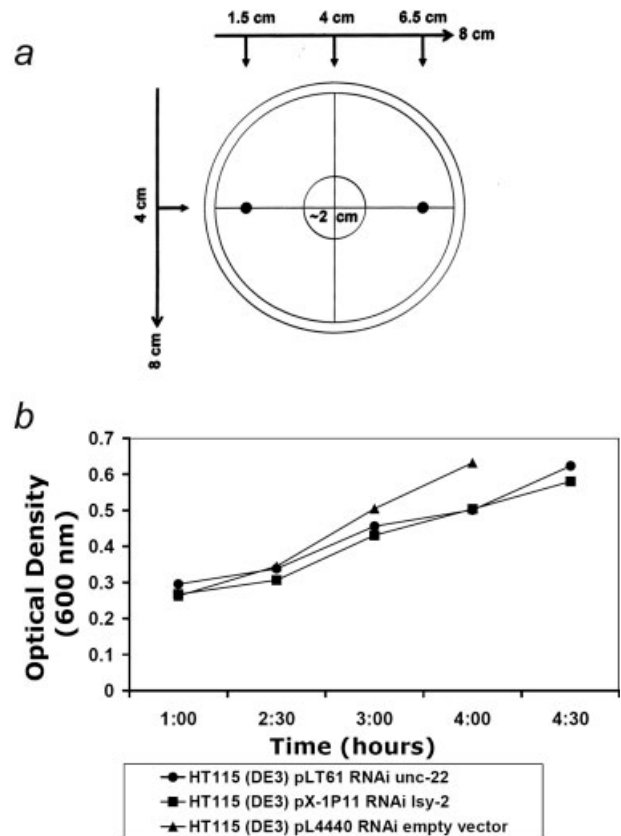 a
1.5 cm 4 cm 6.5 cm
8 cm
4 cm
8 cm
~2 cm
b
Optical Density
(600 nm)
0.7
0.6
0.5
0.4
0.3
0.2
0.1
0
1:00 2:30 3:00 4:00 4:30
Time (hours)
HT115 (DE3) pLT61 RNAi unc-22
HT115 (DE3) pX-1P11 RNAi lsy-2
HT115 (DE3) pL4440 RNAi empty vector